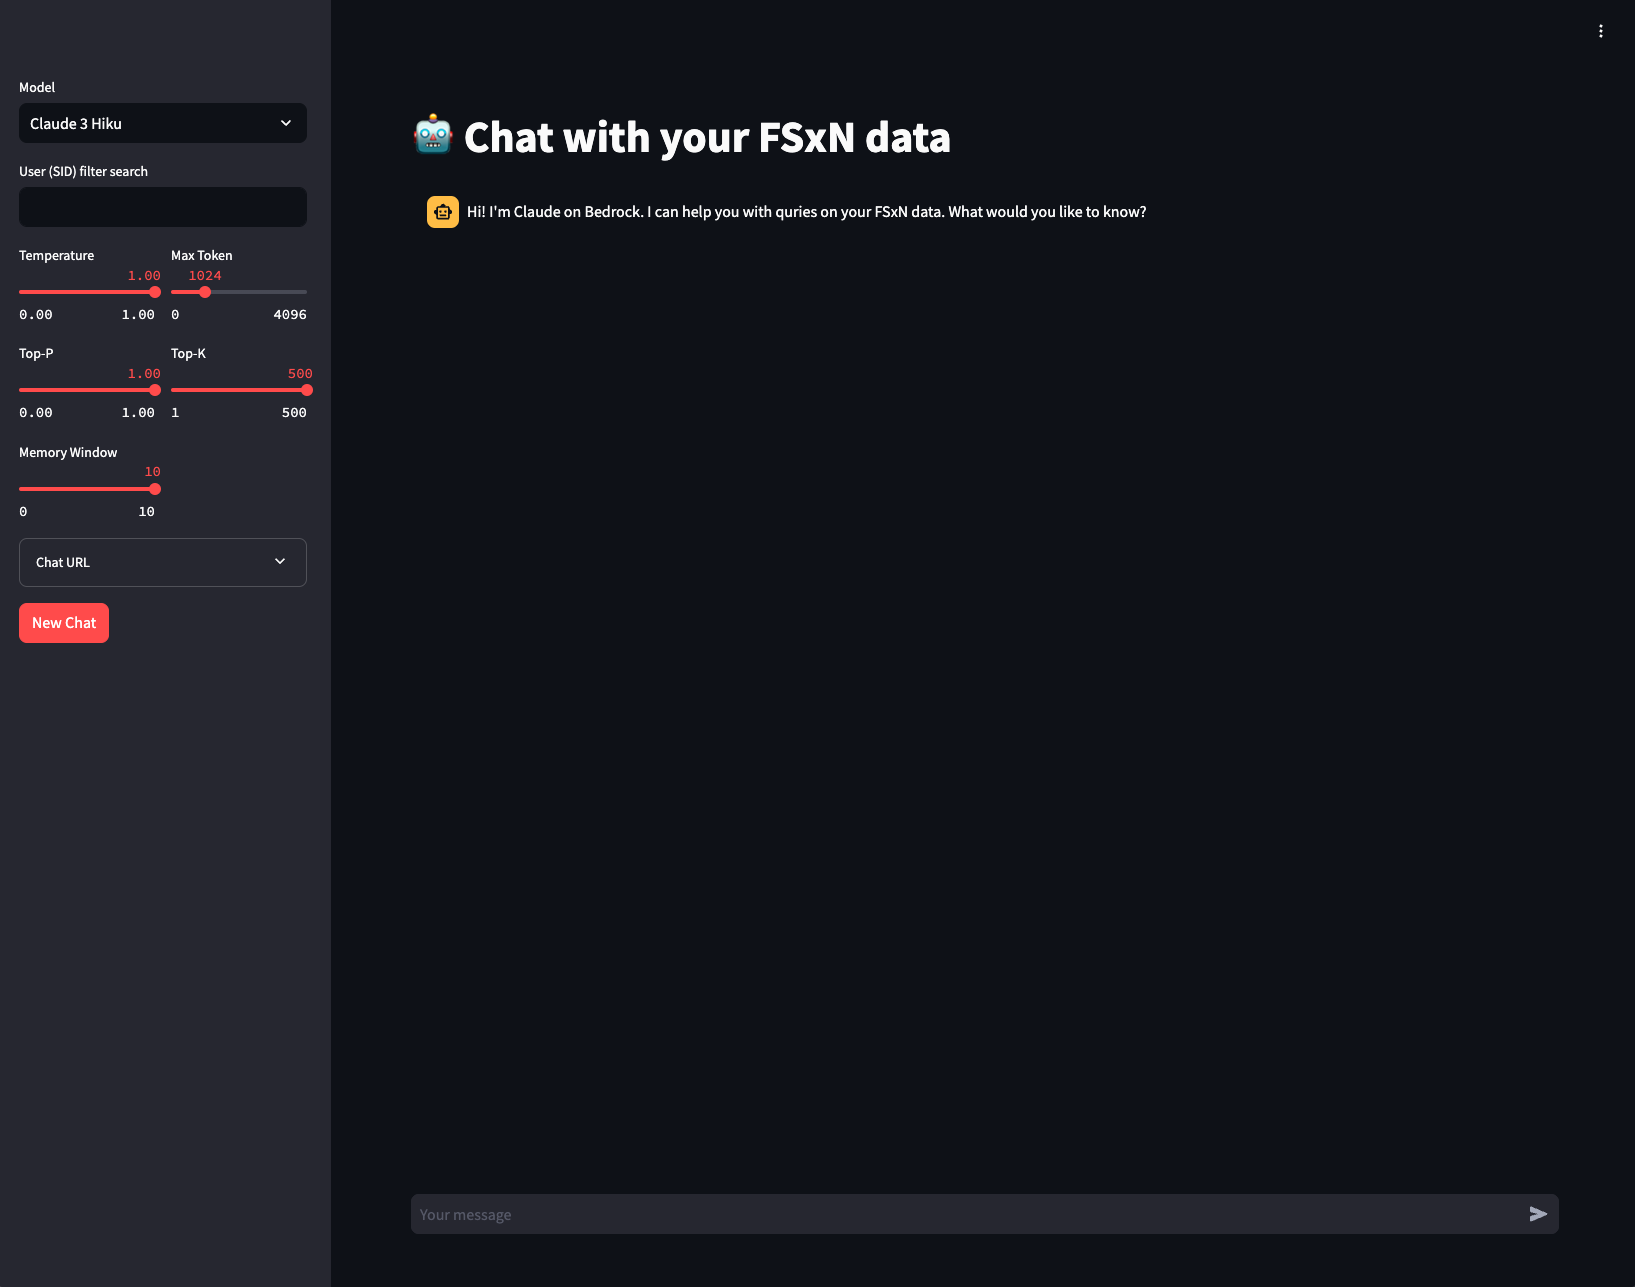 Model
Claude 3 Hiku
User (SID) filter search
Temperature
1.00
0.00 1.00
Max Token
1024
0 4096
Top-P
1.00
0.00 1.00
Top-K
500
1 500
Memory Window
10
0 10
Chat URL
New Chat
Chat with your FSxN data
Hi! I'm Claude on Bedrock. I can help you with quries on your FSxN data. What would you like to know?
Your message